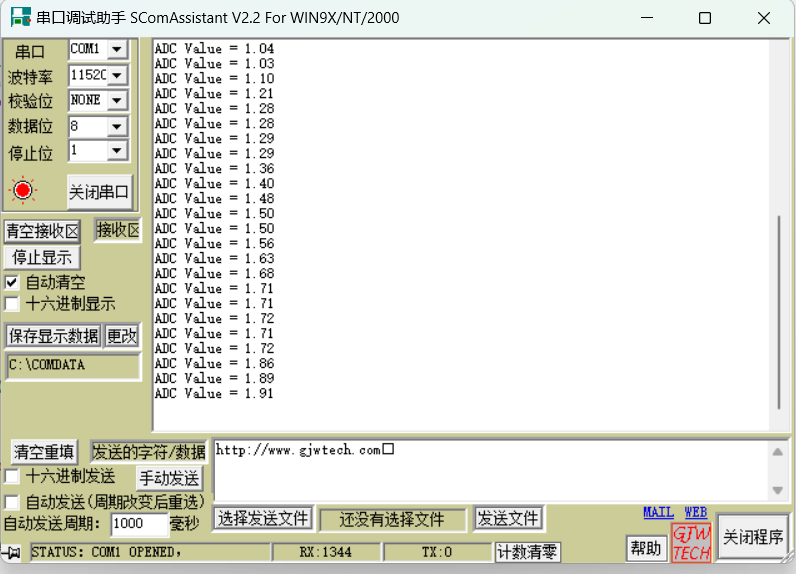 串口调试助手 SComAssistant V2.2 For WIN9X/NT/2000
串口 COM1
波特率 11520
校验位 NONE
数据位 8
停止位 1
关闭串口
青空接收区 接收区
停止显示
自动清空
十六进制显示
保存显示数据 更改
C:\COMDATA
ADC Value = 1.04
ADC Value = 1.03
ADC Value = 1.10
ADC Value = 1.21
ADC Value = 1.28
ADC Value = 1.28
ADC Value = 1.29
ADC Value = 1.29
ADC Value = 1.36
ADC Value = 1.40
ADC Value = 1.48
ADC Value = 1.50
ADC Value = 1.50
ADC Value = 1.56
ADC Value = 1.63
ADC Value = 1.68
ADC Value = 1.71
ADC Value = 1.71
ADC Value = 1.72
ADC Value = 1.71
ADC Value = 1.72
ADC Value = 1.86
ADC Value = 1.89
ADC Value = 1.91
清空重填 发送的字符/数据
十六进制发送 手动发送
自动发送(周期改变后重选)
自动发送周期: 1000 毫秒
http://www.gjwtech.com□
选择发送文件 还没有选择文件 发送文件
MAIL WEB
帮助
GJW
TECH
关闭程序
STATUS: COM1 OPENED, RX:1344 TX:0 计数清零